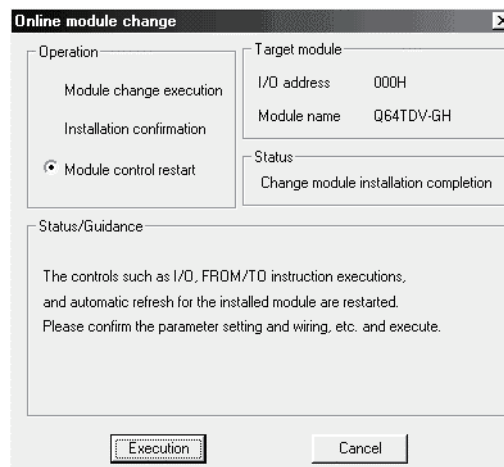 Online module change
Operation
Module change execution
Installation confirmation
Module control restart
Target module
I/O address 000H
Module name Q64TDV-GH
Status
Change module installation completion
Status/Guidance
The controls such as I/O, FROM/TO instruction executions,
and automatic refresh for the installed module are restarted.
Please confirm the parameter setting and wiring, etc. and execute.
Execution Cancel